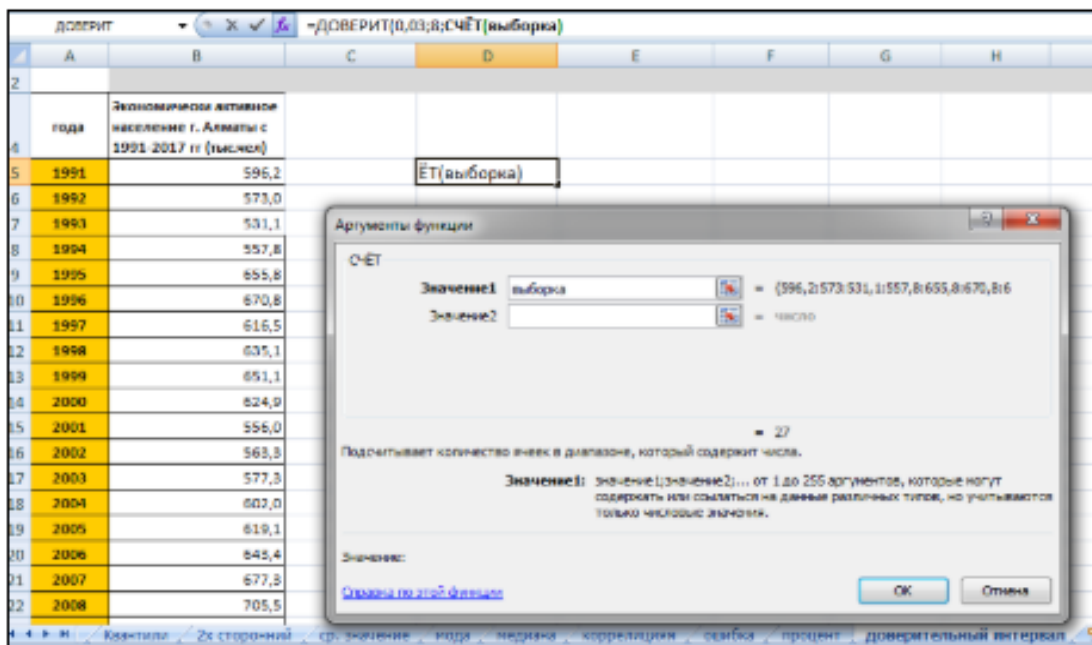 ДОВЕРИТ =ДОВЕРИТ(0,03;8;СЧЁТ(выборка)
A B C D E F G H
2
4 года Экономически активное
население г. Алматы с
1991-2017 гг (тыс.чел)
5 1991 596,2 ЁТ(выборка)
6 1992 573,0
7 1993 531,1
8 1994 557,8
9 1995 655,8
10 1996 670,8
11 1997 616,5
12 1998 635,1
13 1999 651,1
14 2000 624,9
15 2001 556,0
16 2002 563,3
17 2003 577,3
18 2004 602,0
19 2005 619,1
20 2006 643,4
21 2007 677,3
22 2008 705,5
Аргументы функции
СЧЁТ
Значение1 выборка = {596,2:573:531,1:557,8:655,8:670,8:6
Значение2 = число
= 27
Подсчитывает количество ячеек в диапазоне, который содержит числа.
Значение1: значение1;значение2;... от 1 до 255 аргументов, которые могут
содержать или ссылаться на данные различных типов, но учитываются
только числовые значения.
Значение:
Справка по этой функции
ОК Отмена
Квантили 2х сторонний ср. значение мода медиана коррелиция ошибка процент доверительный интервал